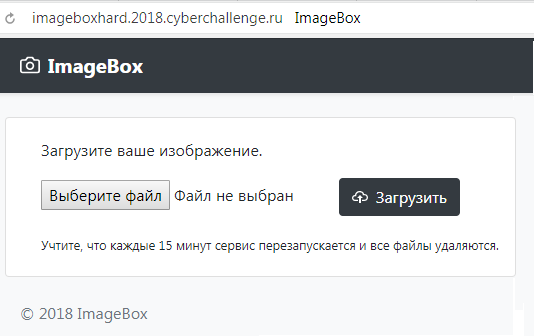 imageboxhard.2018.cyberchallenge.ru ImageBox
ImageBox
Загрузите ваше изображение.
Выберите файл Файл не выбран Загрузить
Учтите, что каждые 15 минут сервис перезапускается и все файлы удаляются.
© 2018 ImageBox